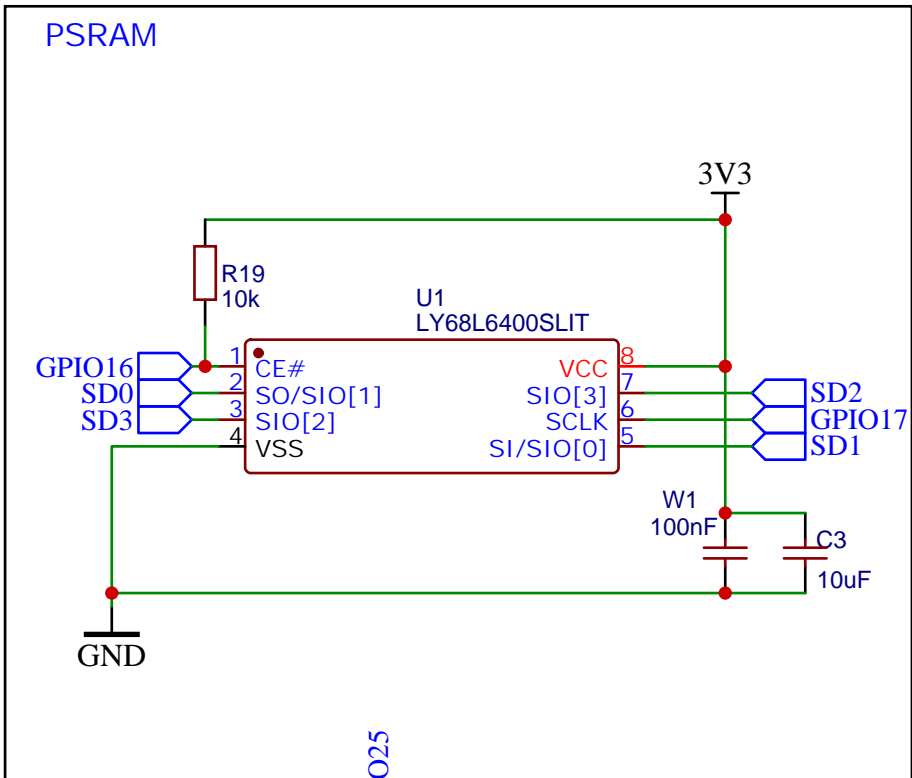 PSRAM
3V3
R19
10k
U1
LY68L6400SLIT
GPIO16
1
CE#
VCC
8
SD0
2
SO/SIO[1]
SIO[3]
7
SD2
SD3
3
SIO[2]
SCLK
6
GPIO17
4
VSS
SI/SIO[0]
5
SD1
W1
100nF
C3
10uF
GND
O25